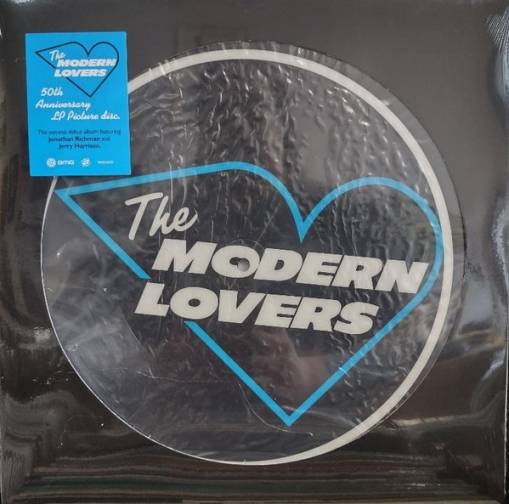 The
MODERN
LOVERS
50th
Anniversary
LP Picture disc.
The seminal debut album featuring
Jonathan Richman and
Jerry Harrison.
BMG
The
MODERN
LOVERS